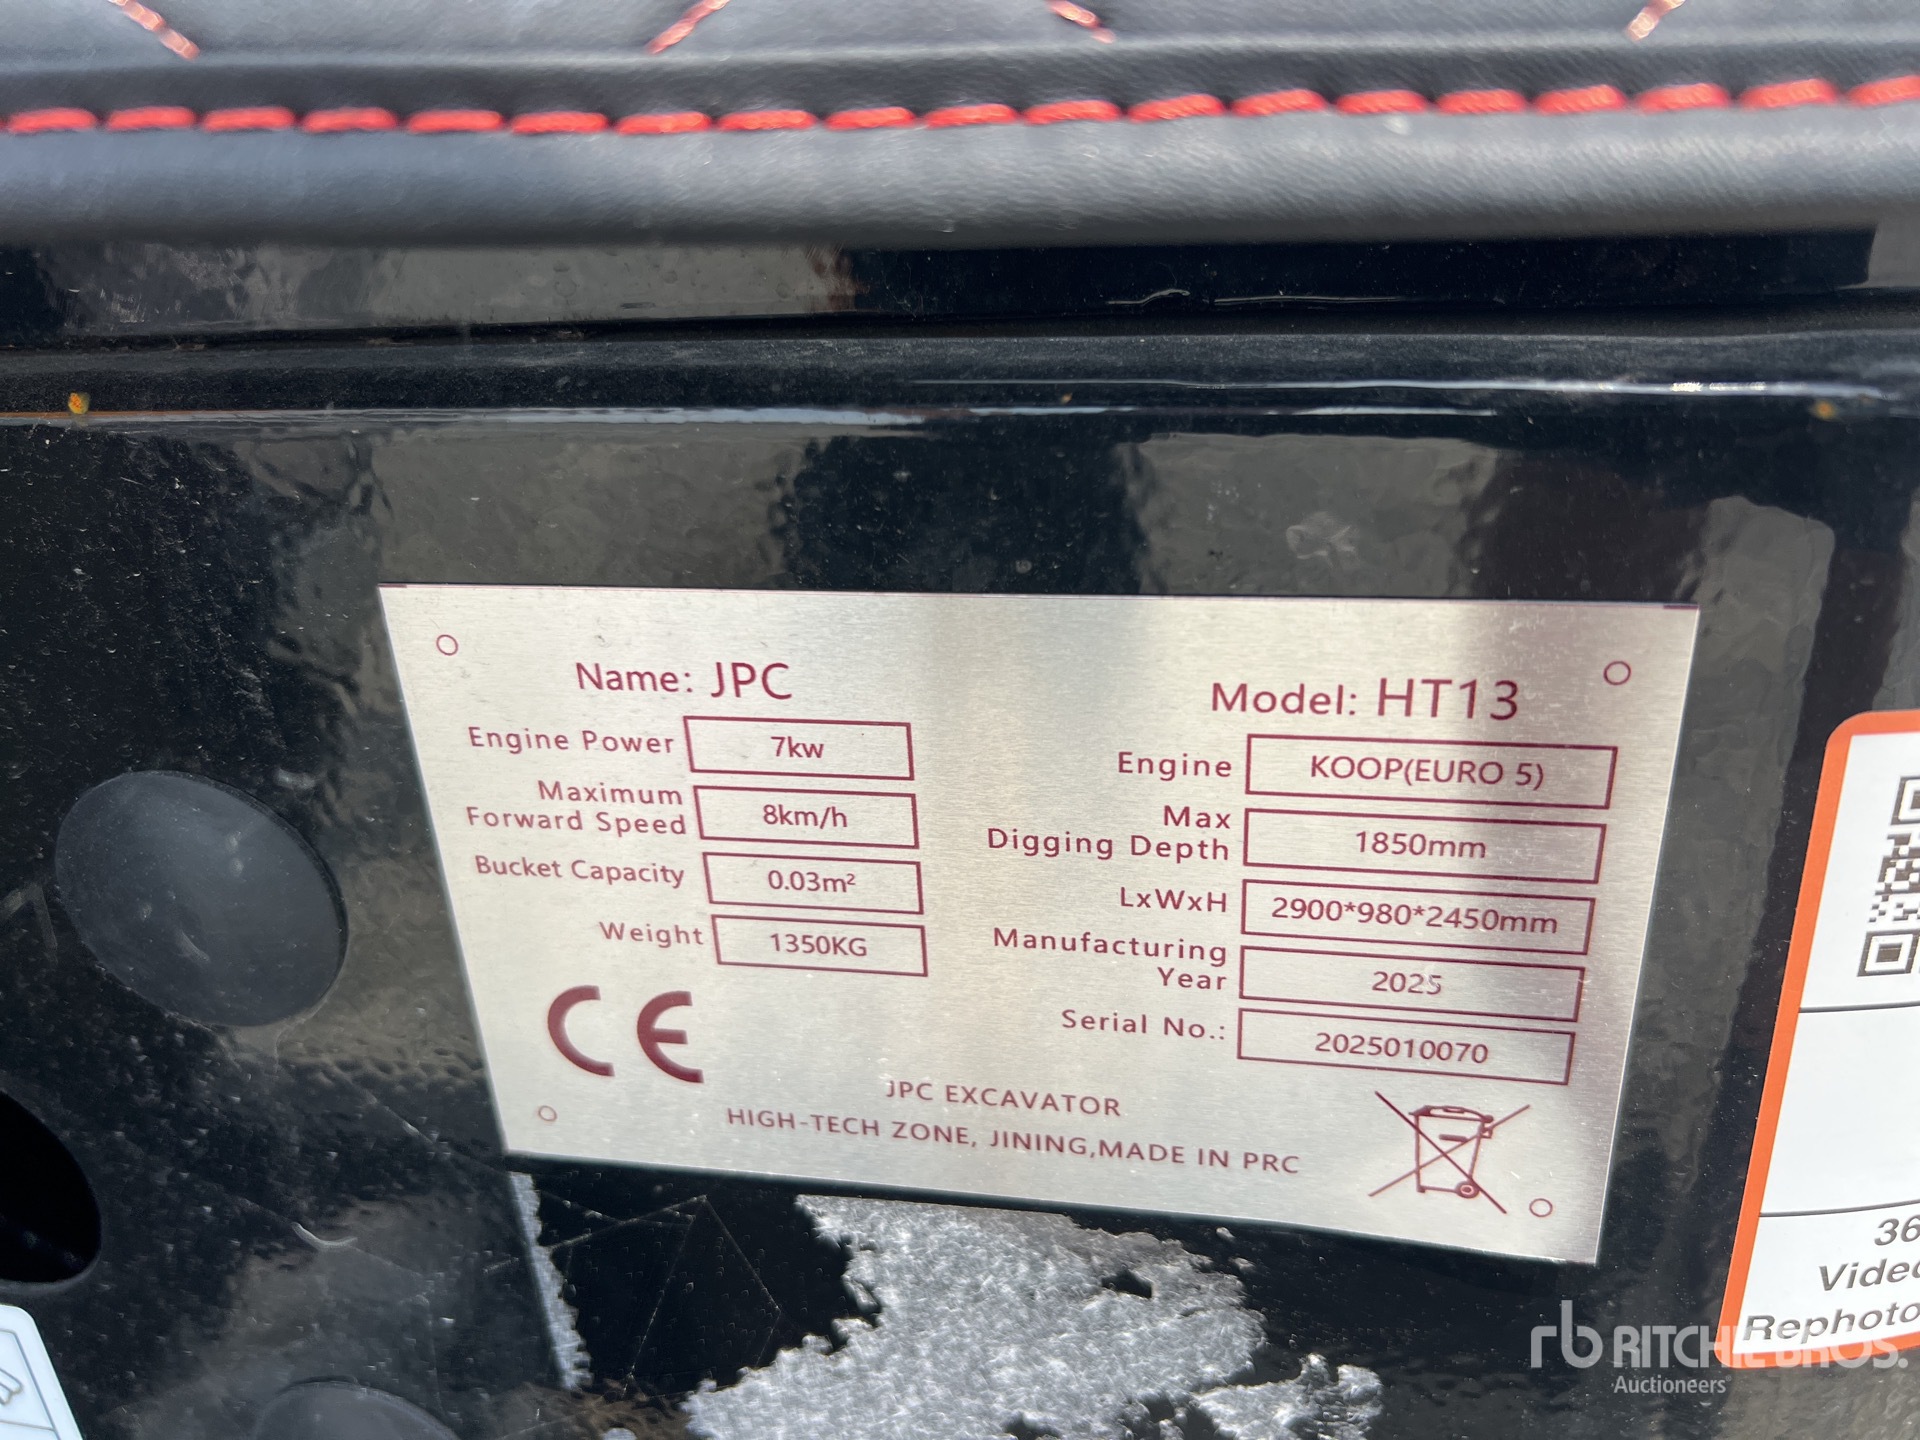 Name: JPC
Model: HT13
Engine Power 7kw
Maximum
Forward Speed 8km/h
Bucket Capacity 0.03m²
Weight 1350KG
Engine KOOP(EURO 5)
Max
Digging Depth 1850mm
LxWxH 2900*980*2450mm
Manufacturing
Year 2025
Serial No.: 2025010070
CE
JPC EXCAVATOR
HIGH-TECH ZONE, JINING,MADE IN PRC
36
Video
Rephoto
rb RITCHIE BROS.
Auctioneers